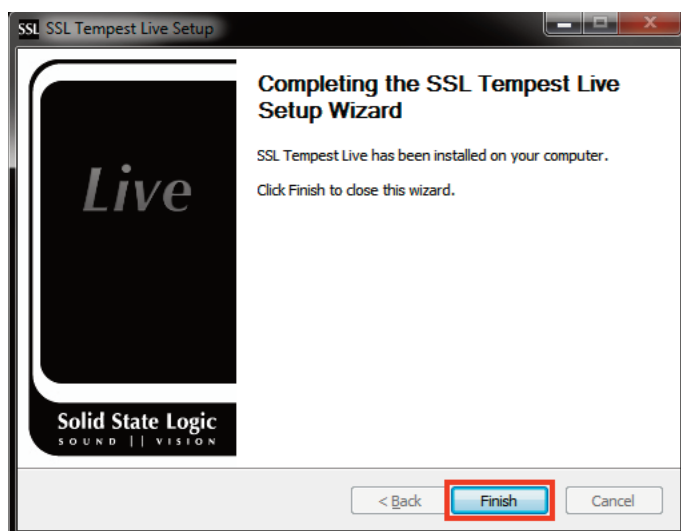 SSL SSL Tempest Live Setup
Completing the SSL Tempest Live
Setup Wizard
SSL Tempest Live has been installed on your computer.
Click Finish to close this wizard.
Live
Solid State Logic
SOUND || VISION
< Back Finish Cancel